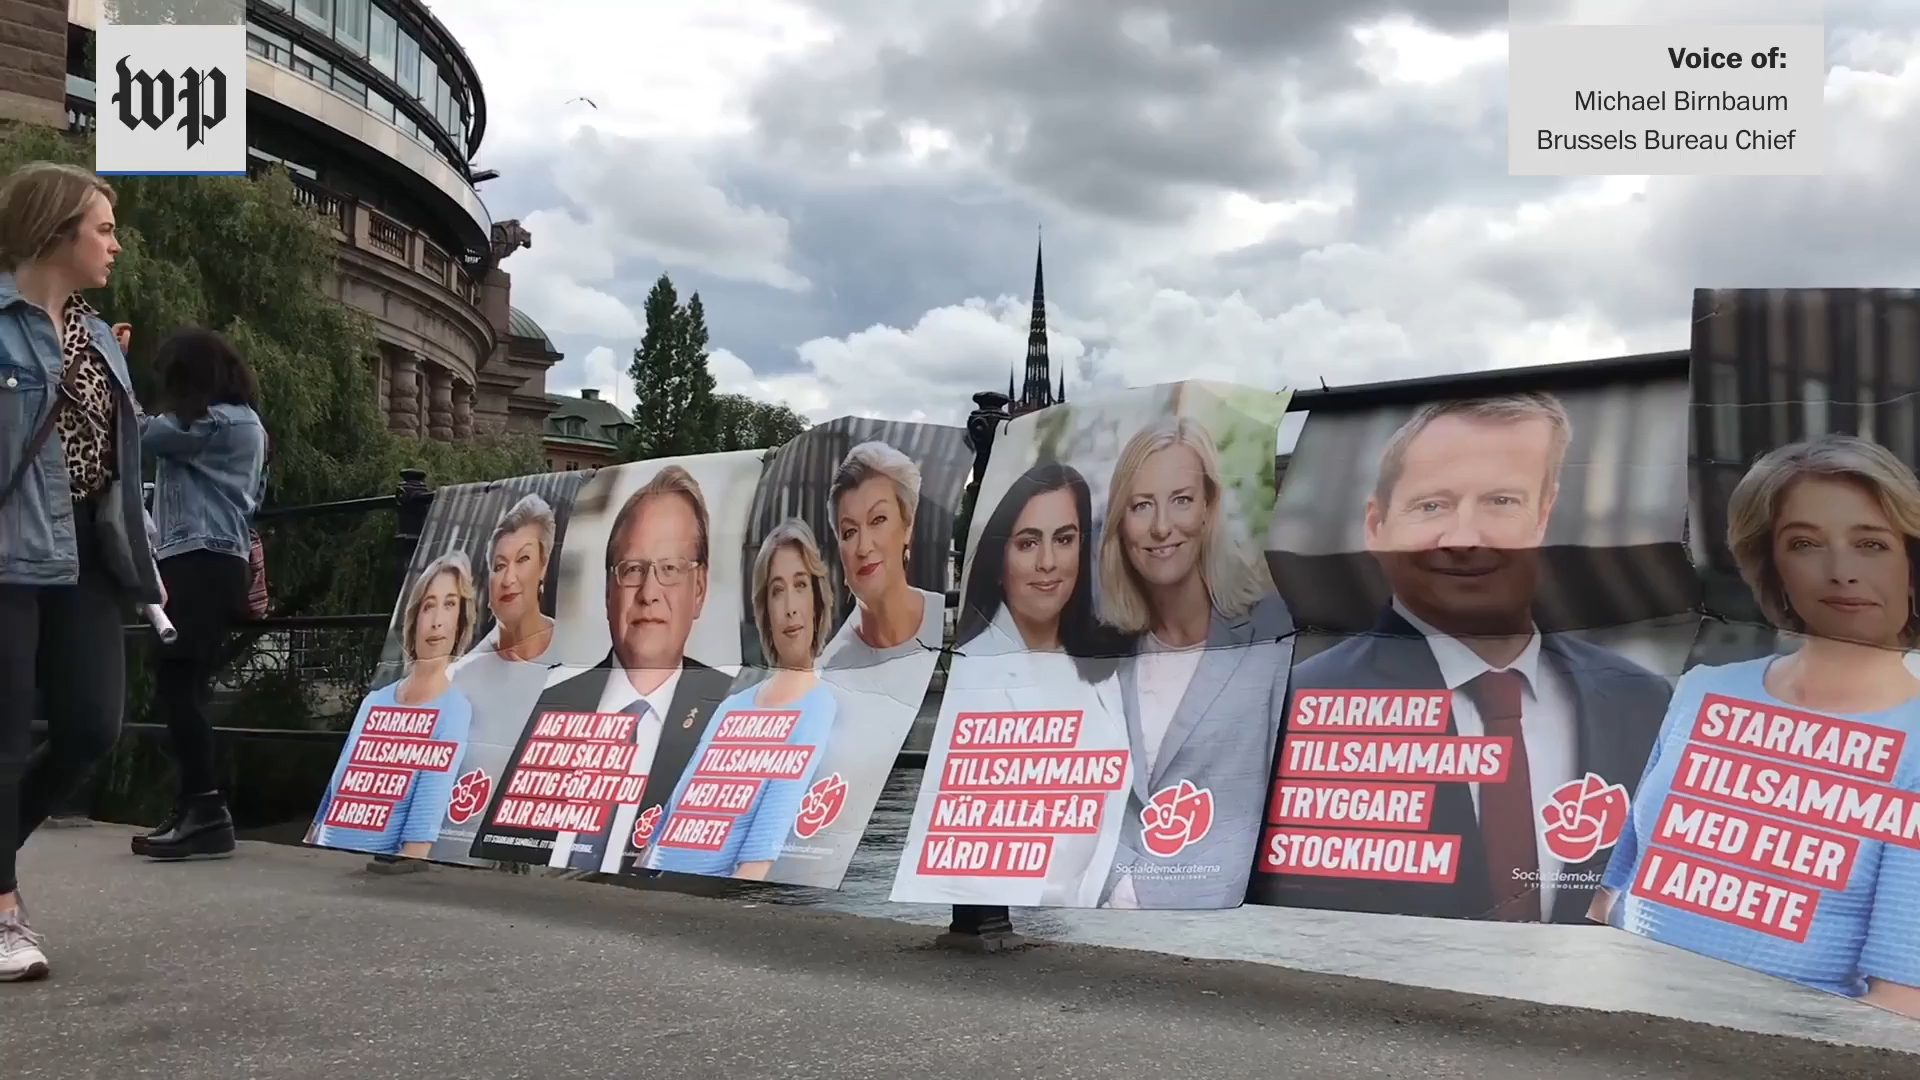 wp
Voice of:
Michael Birnbaum
Brussels Bureau Chief
STARKARE
TILLSAMMANS
MED FLER
I ARBETE
JAG VILL INTE
ATT DU SKA BLI
FATTIG FÖR ATT DU
BLIR GAMMAL.
STARKARE
TILLSAMMANS
MED FLER
I ARBETE
STARKARE
TILLSAMMANS
NÄR ALLA FÅR
VÅRD I TID
Socialdemokraterna
STARKARE
TILLSAMMANS
TRYGGARE
STOCKHOLM
Socialdemokr
STARKARE
TILLSAMMAN
MED FLER
I ARBETE